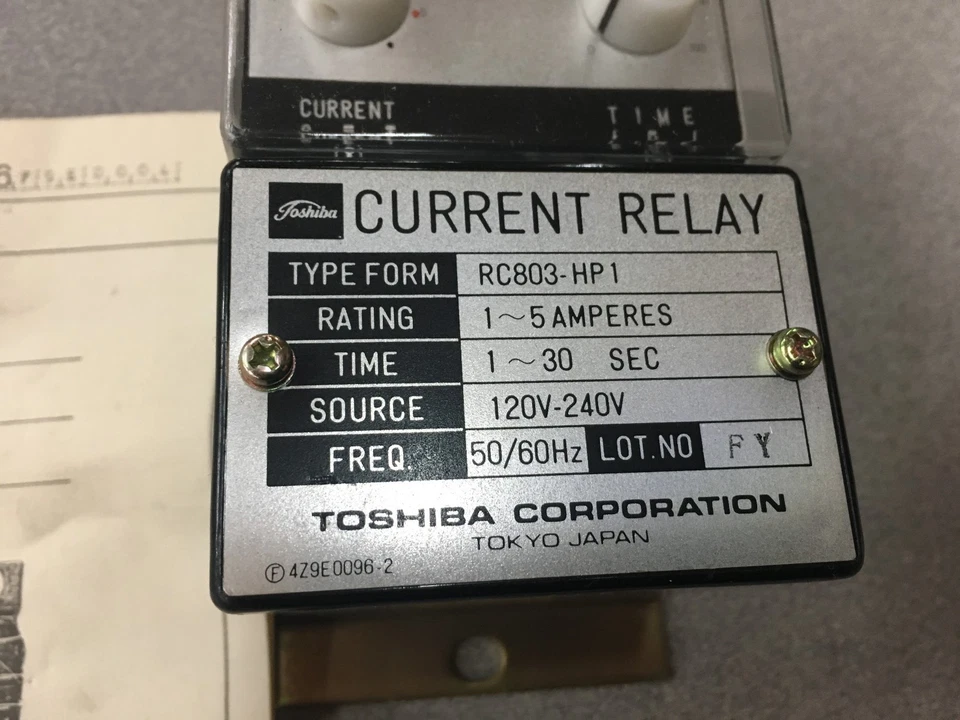 CURRENT TIME
Toshiba CURRENT RELAY
TYPE FORM RC803-HP1
RATING 1~5 AMPERES
TIME 1~30 SEC
SOURCE 120V-240V
FREQ. 50/60Hz LOT.NO FY
TOSHIBA CORPORATION
TOKYO JAPAN
Ⓕ 4Z9E0096-2